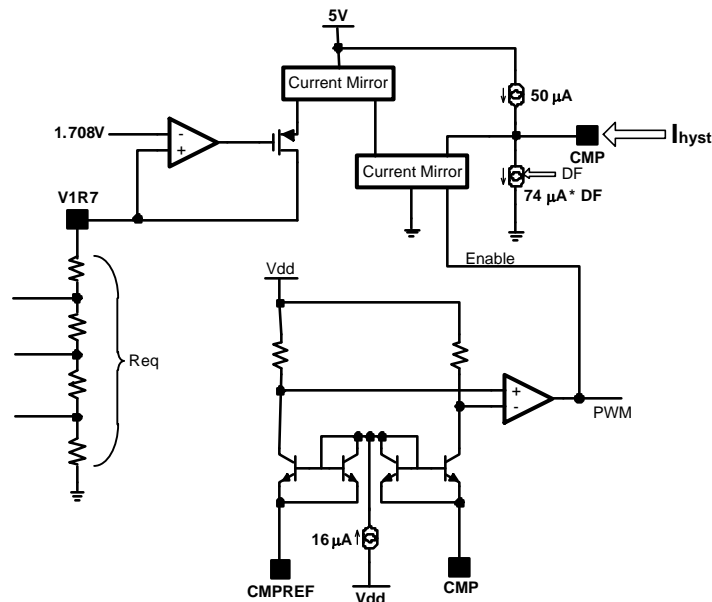 5V
Current Mirror
50 µA
1.708V
-
+
CMP
Ihyst
Current Mirror
DF
74 µA* DF
V1R7
Enable
Vdd
Req
+
-
PWM
16 µA
CMPREF
Vdd
CMP